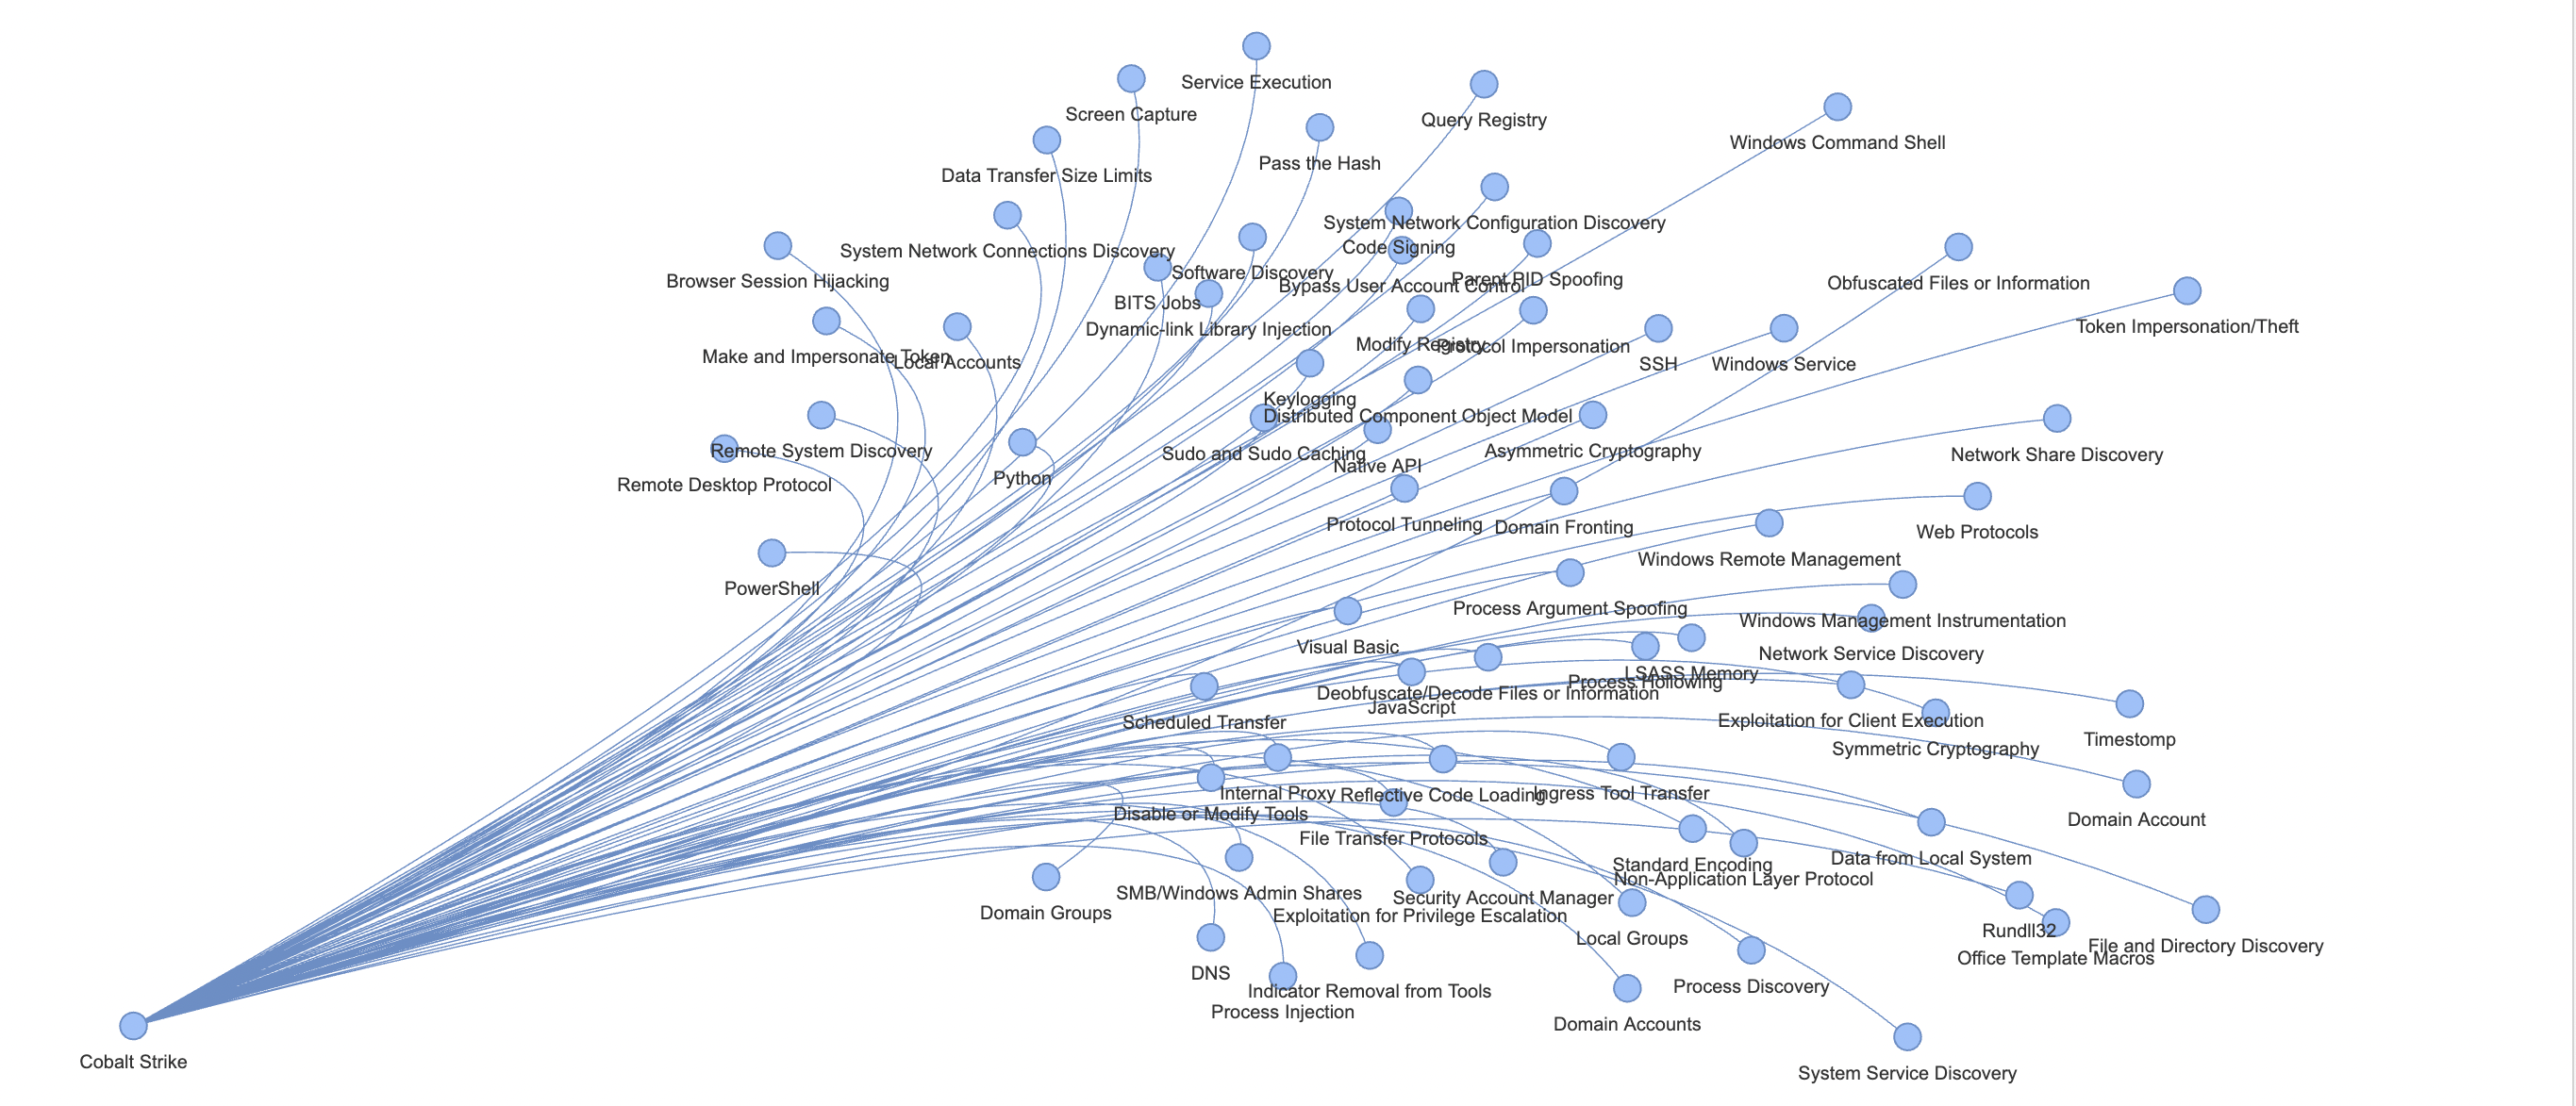 Service Execution
Screen Capture
Query Registry
Windows Command Shell
Pass the Hash
Data Transfer Size Limits
System Network Configuration Discovery
Code Signing
System Network Connections Discovery
Software Discovery
Browser Session Hijacking
Parent PID Spoofing
Bypass User Account Control
Obfuscated Files or Information
BITS Jobs
Token Impersonation/Theft
Dynamic-link Library Injection
Modify Registry
Protocol Impersonation
Make and Impersonate Token
Local Accounts
SSH
Windows Service
Keylogging
Distributed Component Object Model
Remote System Discovery
Sudo and Sudo Caching
Asymmetric Cryptography
Network Share Discovery
Native API
Python
Remote Desktop Protocol
Protocol Tunneling
Domain Fronting
Web Protocols
Windows Remote Management
PowerShell
Process Argument Spoofing
Windows Management Instrumentation
Visual Basic
Network Service Discovery
LSASS Memory
Process Hollowing
Deobfuscate/Decode Files or Information
JavaScript
Scheduled Transfer
Exploitation for Client Execution
Timestomp
Symmetric Cryptography
Internal Proxy
Reflective Code Loading
Ingress Tool Transfer
Disable or Modify Tools
Domain Account
File Transfer Protocols
Data from Local System
Standard Encoding
Non-Application Layer Protocol
SMB/Windows Admin Shares
Security Account Manager
Domain Groups
Exploitation for Privilege Escalation
Rundll32
Local Groups
File and Directory Discovery
Office Template Macros
DNS
Process Discovery
Indicator Removal from Tools
Process Injection
Domain Accounts
Cobalt Strike
System Service Discovery